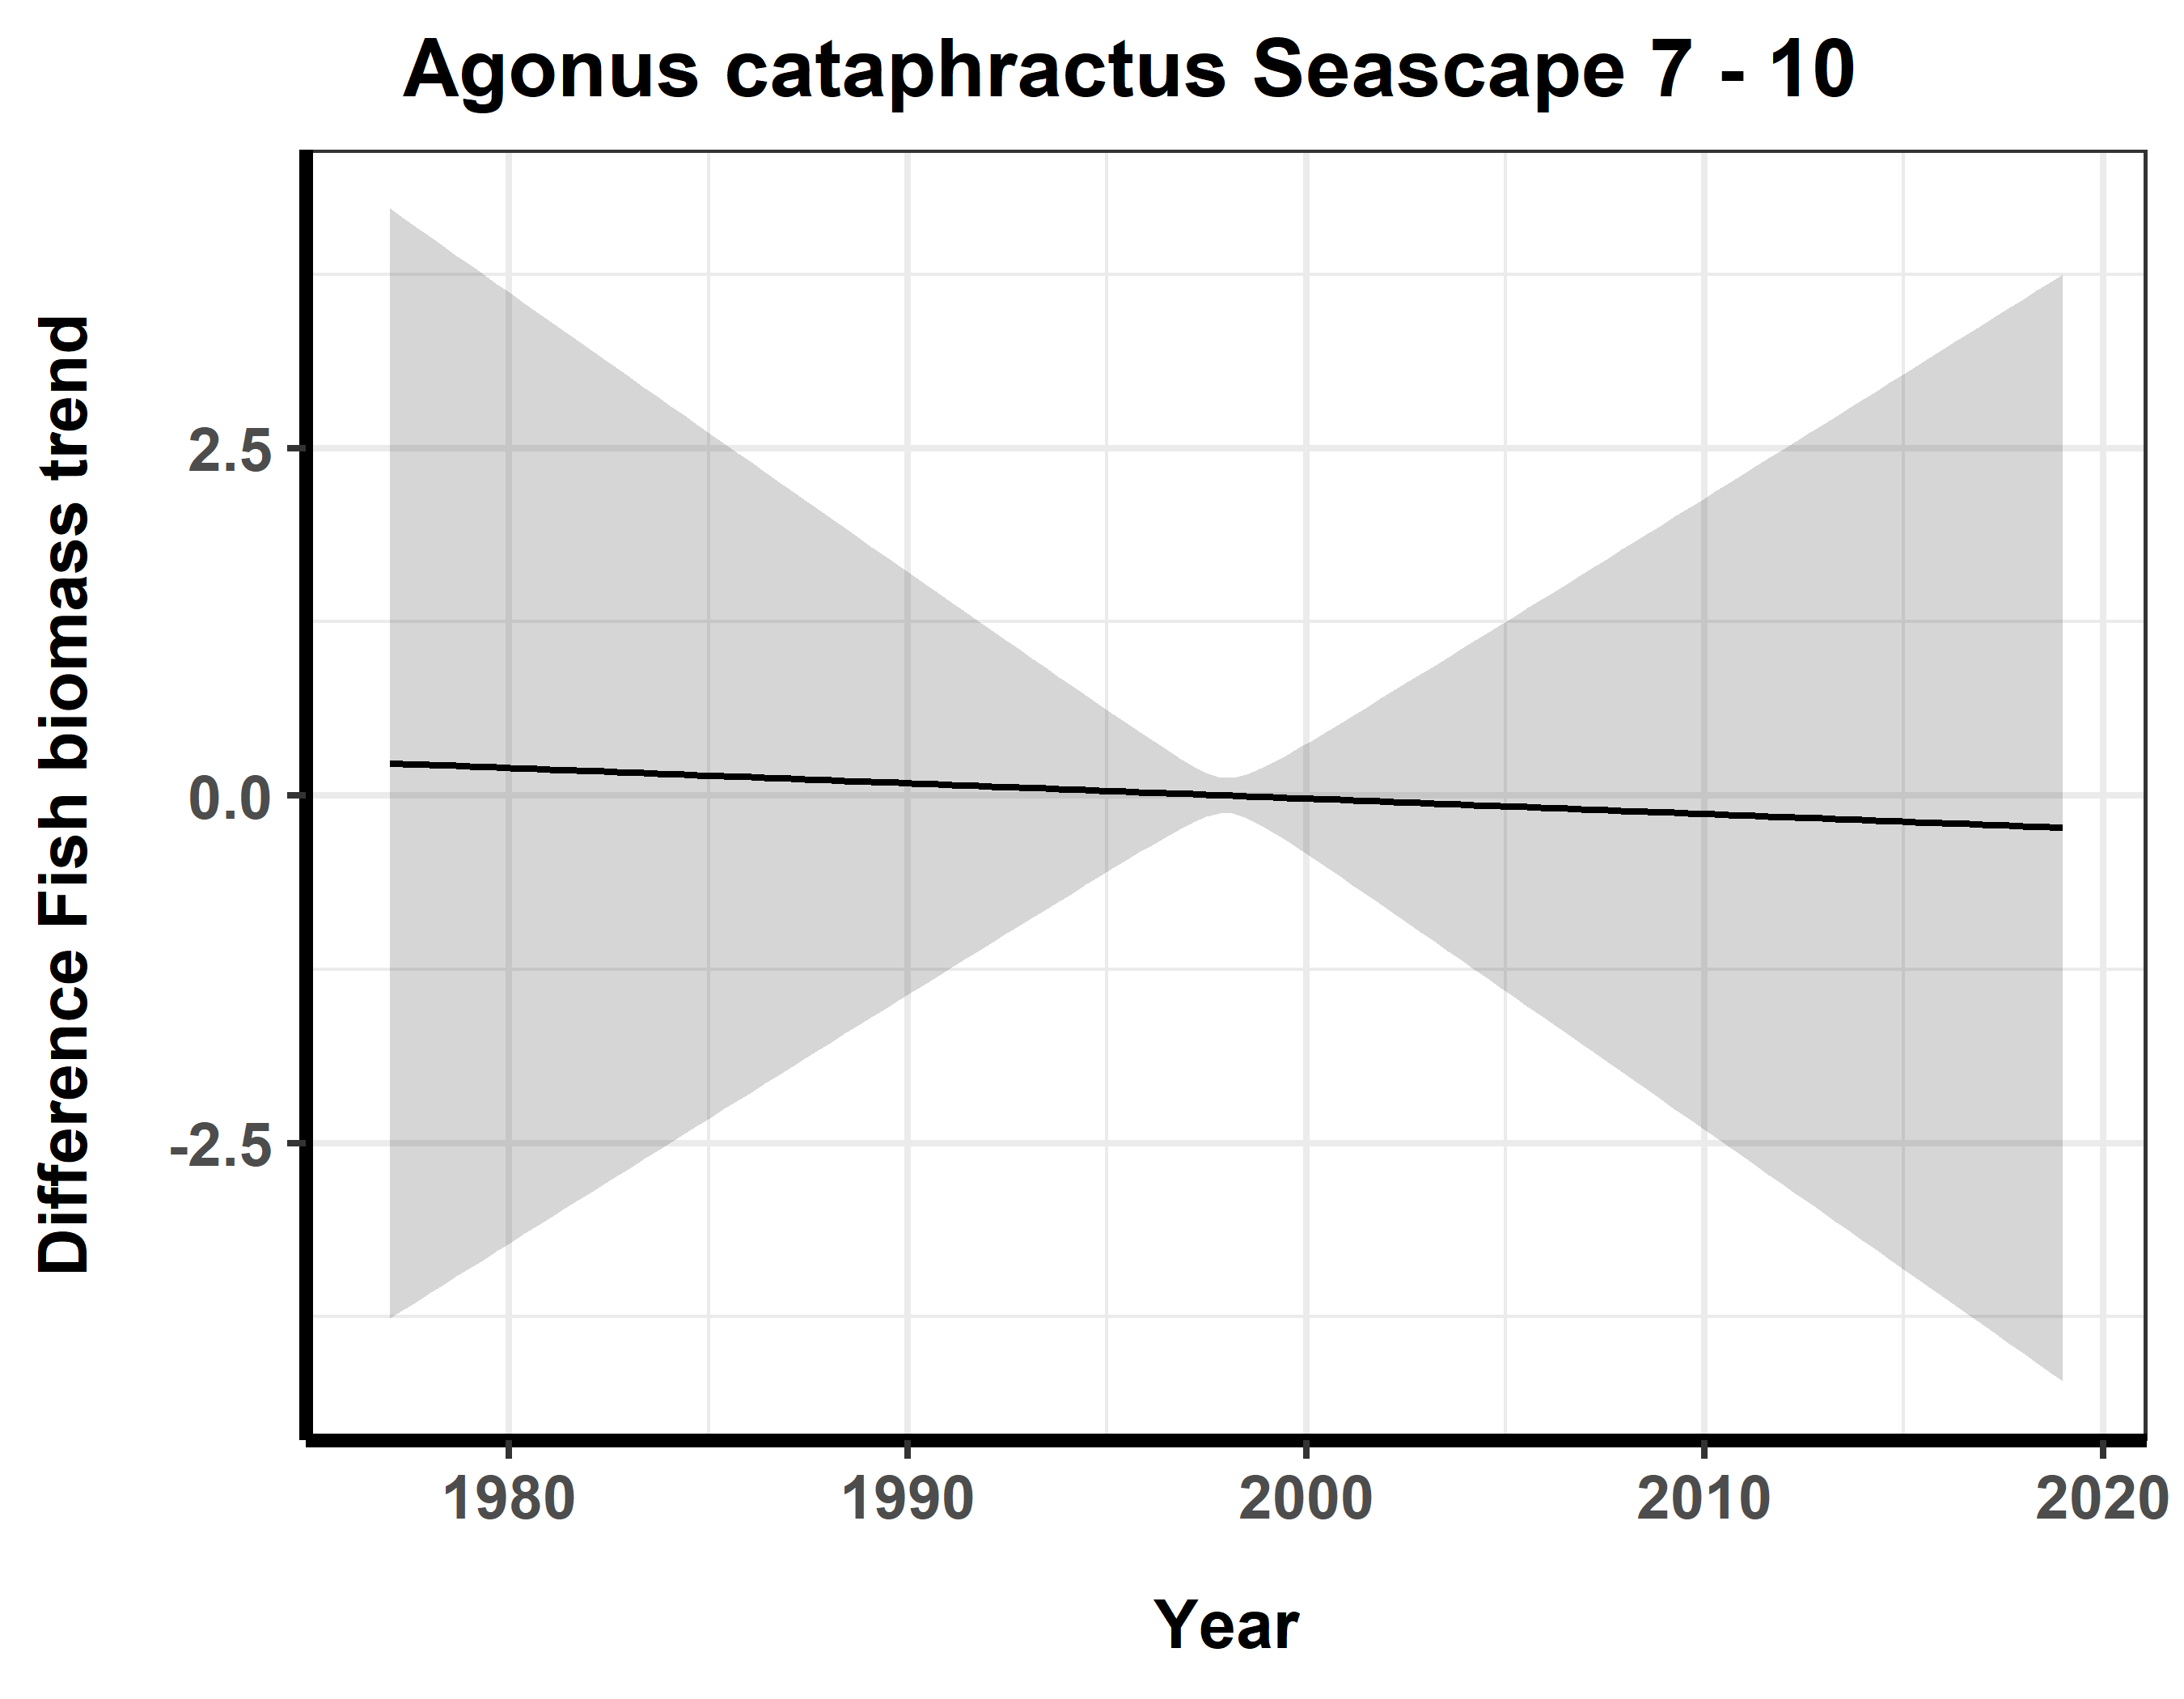 Agonus cataphractus Seascape 7 - 10
Difference Fish biomass trend
2.5
0.0
-2.5
1980 1990 2000 2010 2020
Year